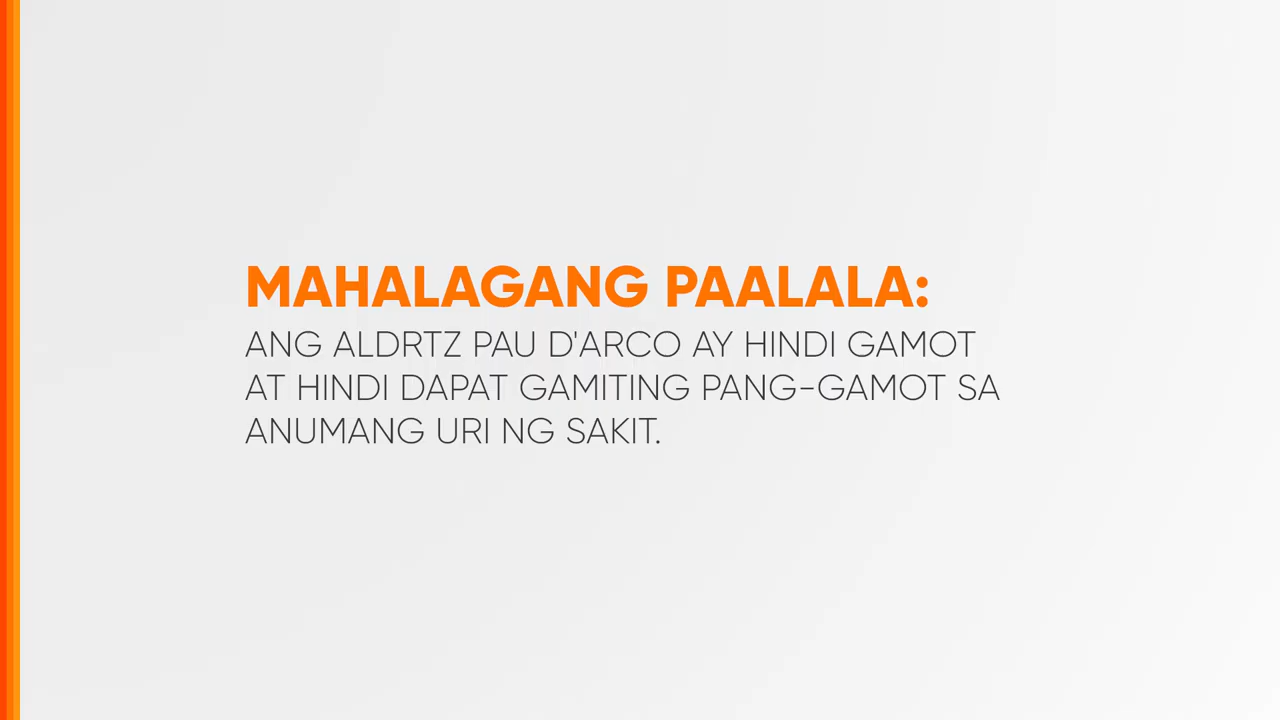 MAHALAGANG PAALALA:
ANG ALDRTZ PAU D'ARCO AY HINDI GAMOT
AT HINDI DAPAT GAMITING PANG-GAMOT SA
ANUMANG URI NG SAKIT.